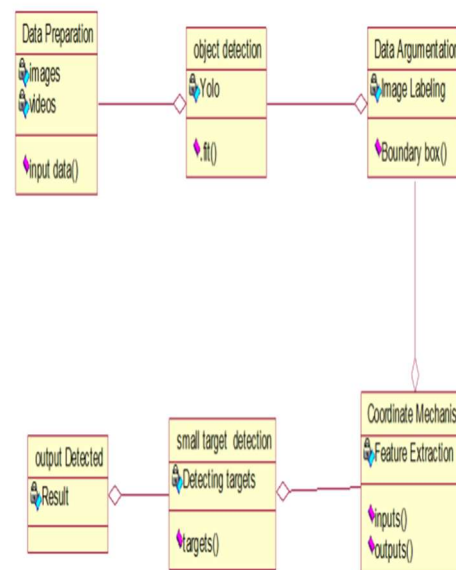 Data Preparation
images
videos
input data()
object detection
Yolo
.fit()
Data Argumentation
Image Labeling
Boundary box()
Coordinate Mechanis
Feature Extraction
inputs()
outputs()
small target detection
Detecting targets
targets()
output Detected
Result